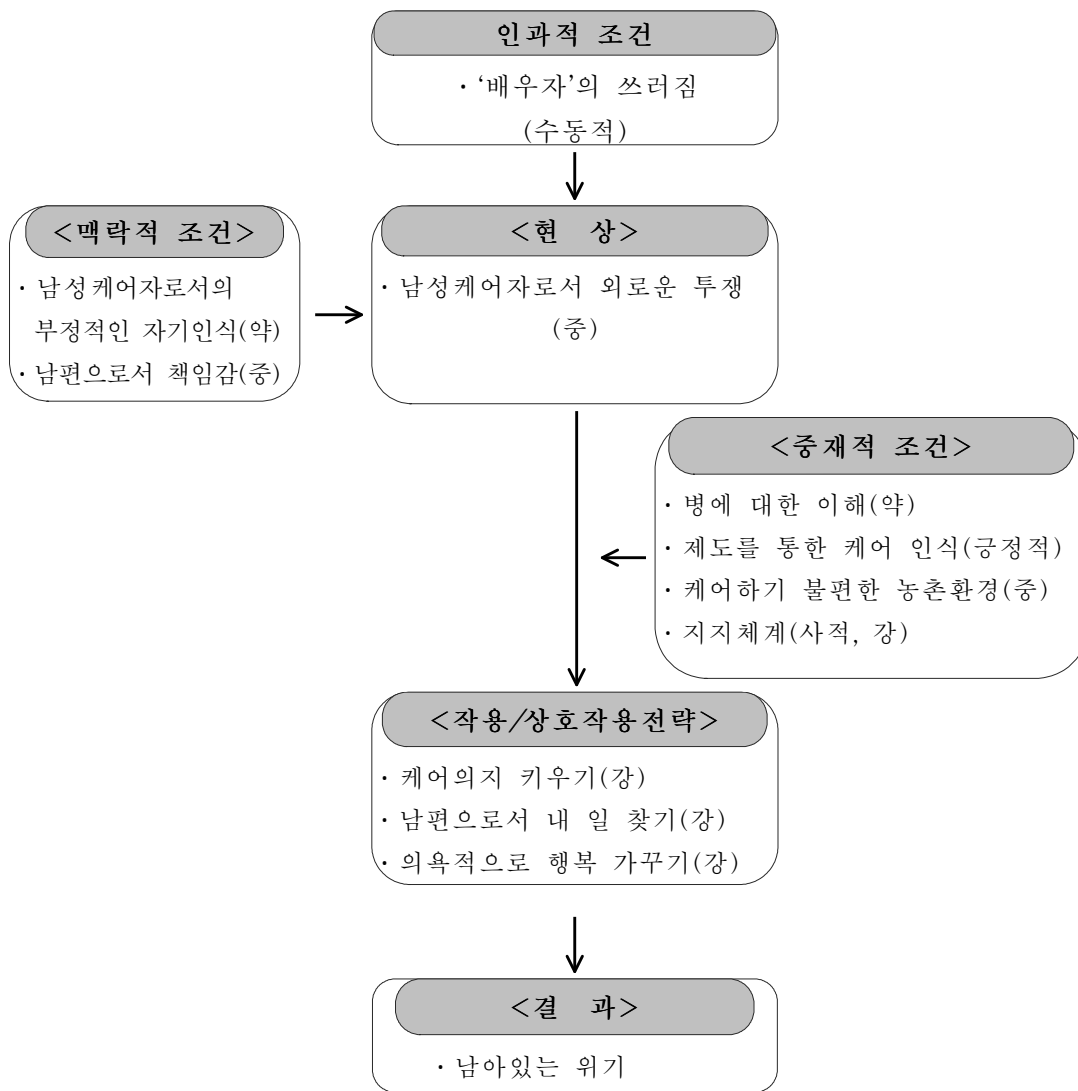 인과적 조건
· ‘배우자’의 쓰러짐
(수동적)
<맥락적 조건>
· 남성케어자로서의
부정적인 자기인식(약)
· 남편으로서 책임감(중)
<현 상>
· 남성케어자로서 외로운 투쟁
(중)
<중재적 조건>
· 병에 대한 이해(약)
· 제도를 통한 케어 인식(긍정적)
· 케어하기 불편한 농촌환경(중)
· 지지체계(사적, 강)
<작용/상호작용전략>
· 케어의지 키우기(강)
· 남편으로서 내 일 찾기(강)
· 의욕적으로 행복 가꾸기(강)
<결 과>
· 남아있는 위기